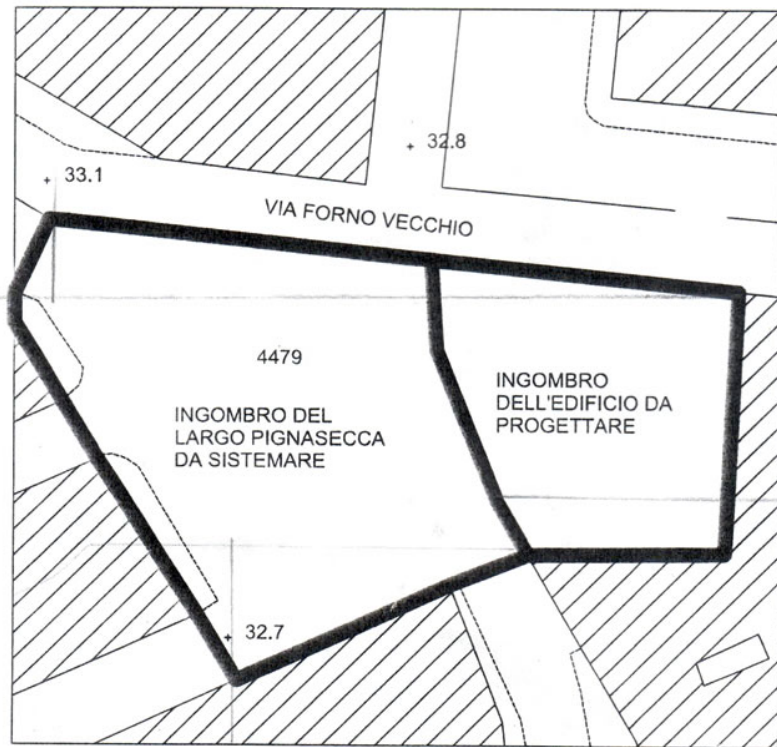 32.8
33.1
VIA FORNO VECCHIO
4479
INGOMBRO
DELL'EDIFICIO DA
PROGETTARE
INGOMBRO DEL
LARGO PIGNASECCA
DA SISTEMARE
32.7